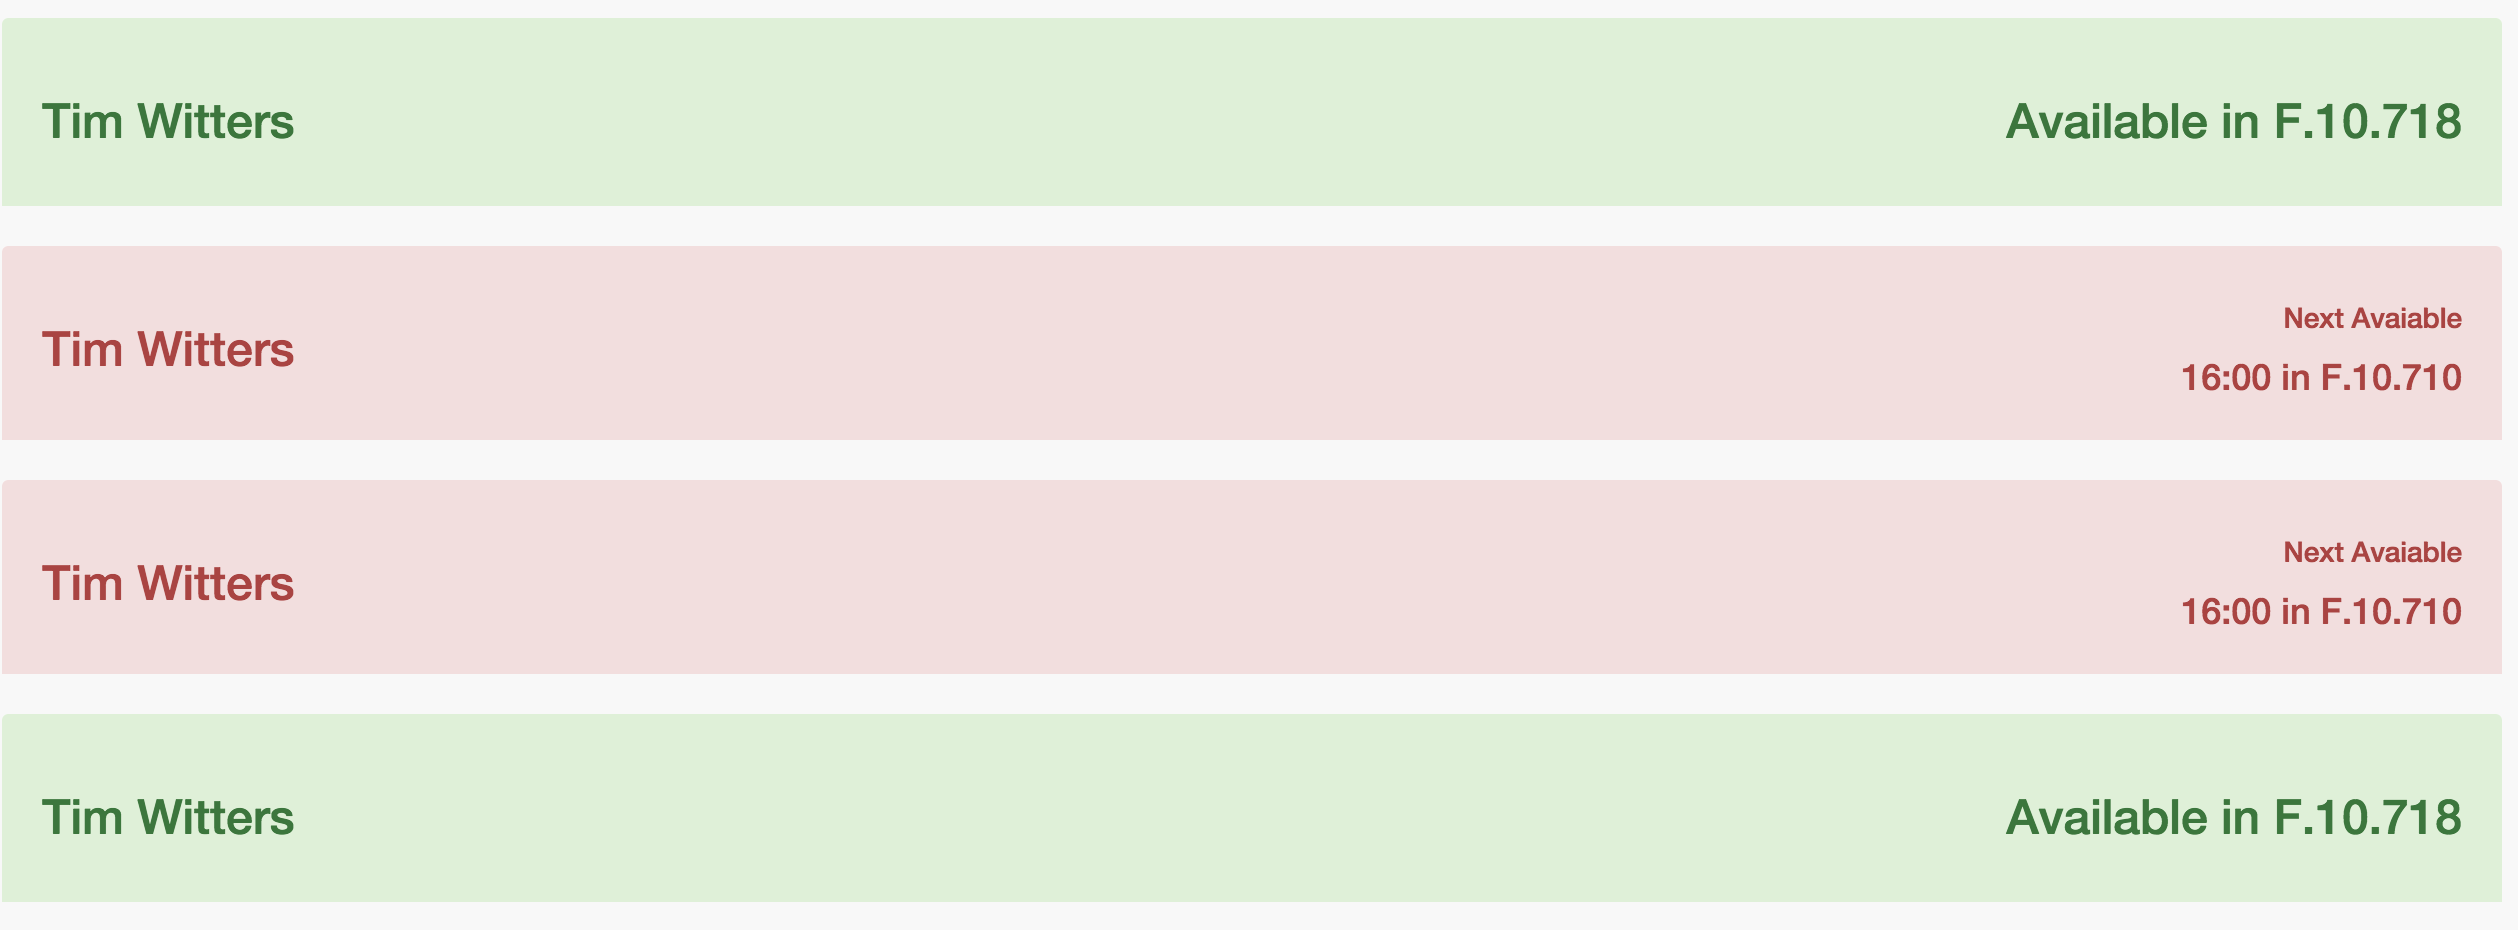 Tim Witters
Available in F.10.718
Tim Witters
Next Avaiable
16:00 in F.10.710
Tim Witters
Next Avaiable
16:00 in F.10.710
Tim Witters
Available in F.10.718